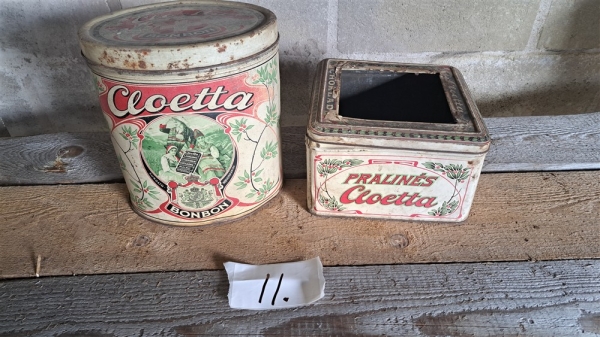 Cloetta
BONBON
PRALINÉS
Cloetta
11.